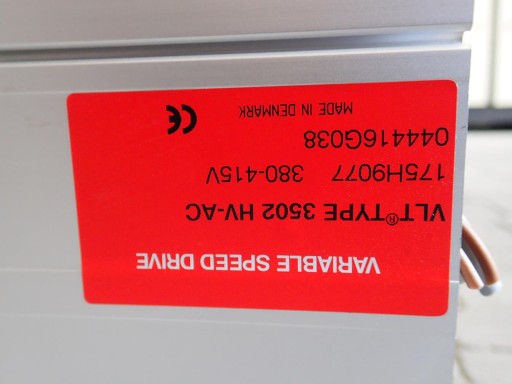 VARIABLE SPEED DRIVE
VLT® TYPE 3502 HV-AC
175H9077 380-415V
044416G038
MADE IN DENMARK CE